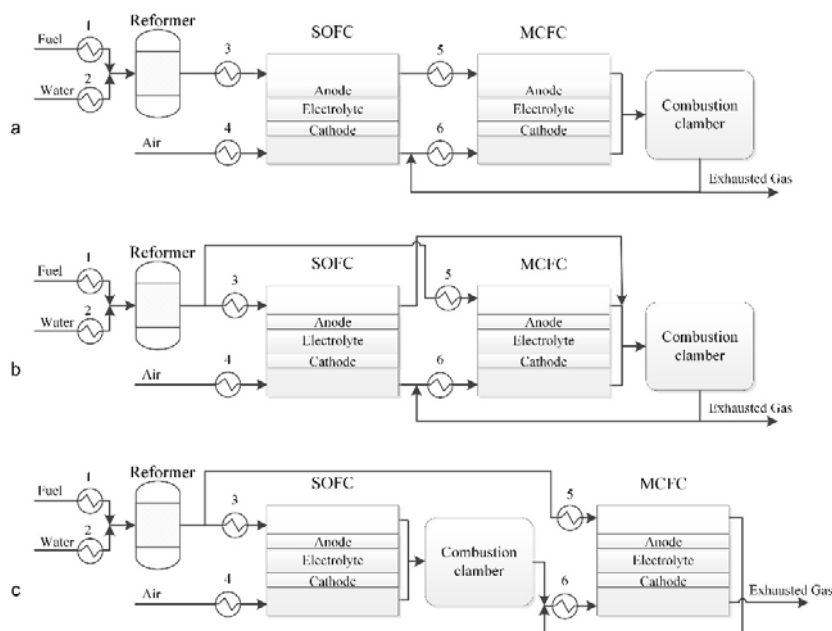 Reformer
SOFC
MCFC
1
Fuel
2
Water
3
5
Anode
Electrolyte
Cathode
Anode
Electrolyte
Cathode
Combustion
clamber
4
6
Air
a
Exhausted Gas
Reformer
SOFC
MCFC
1
Fuel
2
Water
3
5
Anode
Electrolyte
Cathode
Anode
Electrolyte
Cathode
Combustion
clamber
4
6
Air
b
Exhausted Gas
Reformer
SOFC
MCFC
1
Fuel
2
Water
3
5
Anode
Electrolyte
Cathode
Combustion
clamber
Anode
Electrolyte
Cathode
4
6
Air
c
Exhausted Gas